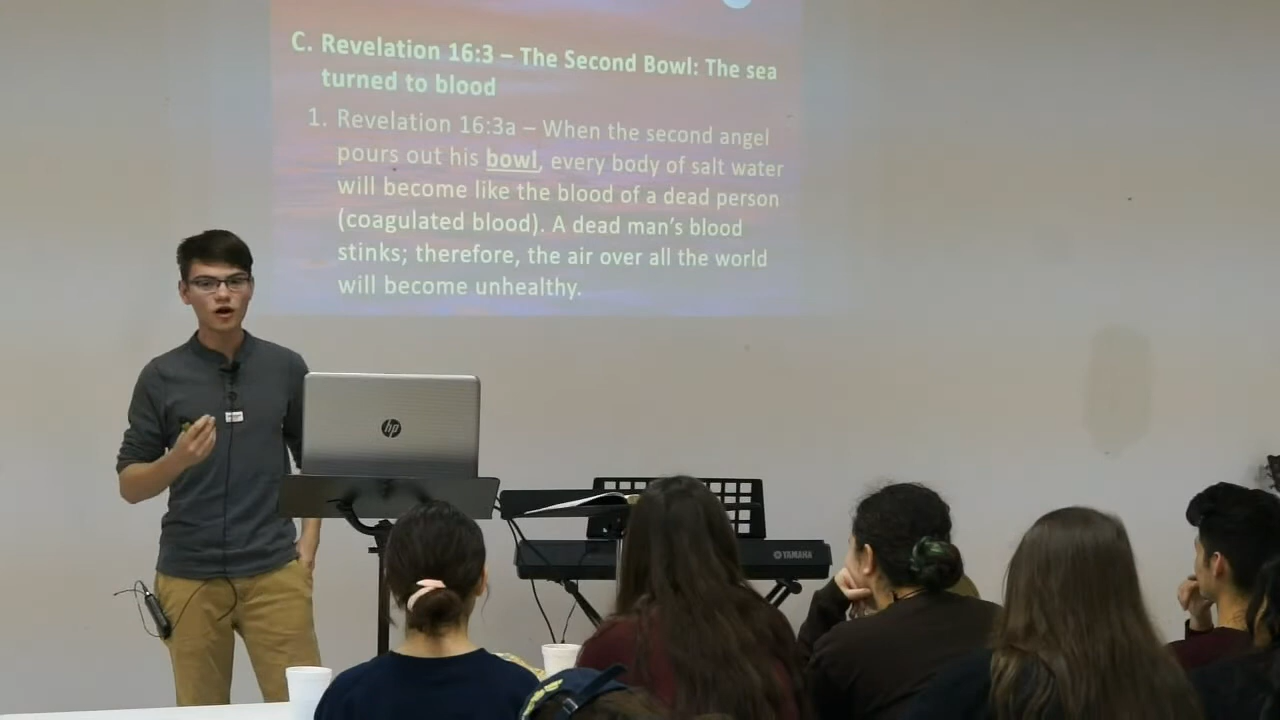 C. Revelation 16:3 – The Second Bowl: The sea
turned to blood
1. Revelation 16:3a – When the second angel
pours out his bowl, every body of salt water
will become like the blood of a dead person
(coagulated blood). A dead man's blood
stinks; therefore, the air over all the world
will become unhealthy.
hp
YAMAHA